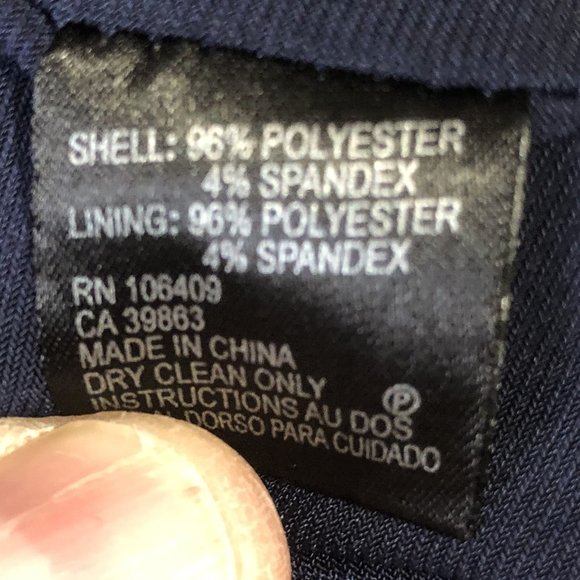 SHELL: 96% POLYESTER
4% SPANDEX
LINING: 96% POLYESTER
4% SPANDEX
RN 106409
CA 39863
MADE IN CHINA
DRY CLEAN ONLY
P
INSTRUCTIONS AU DOS
DORSO PARA CUIDADO